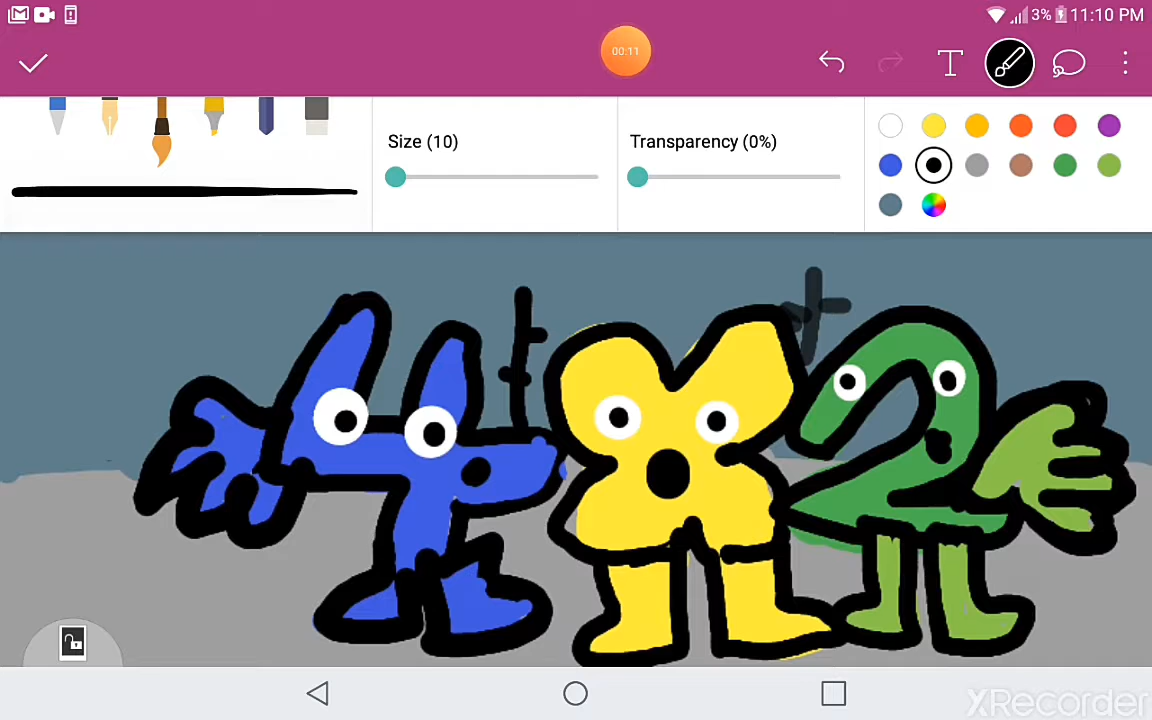 3% 11:10 PM
00:11
T
Size (10)
Transparency (0%)
XRecorder